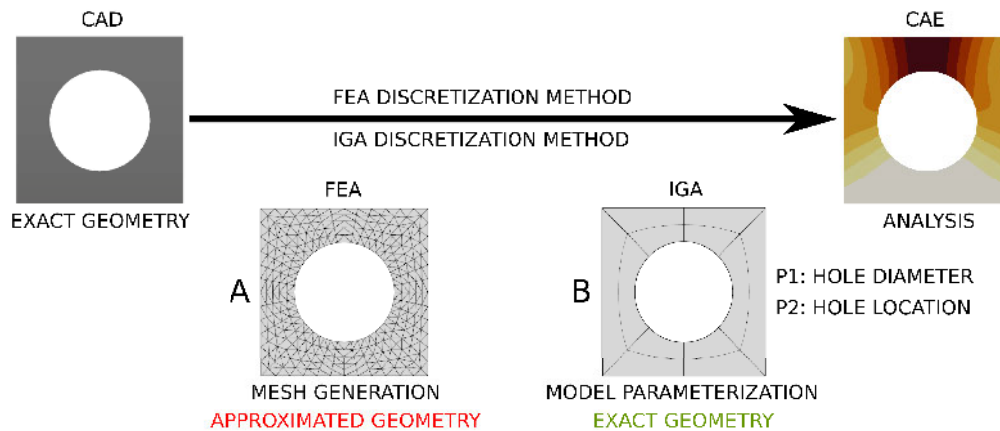 CAD
CAE
FEA DISCRETIZATION METHOD
IGA DISCRETIZATION METHOD
EXACT GEOMETRY
ANALYSIS
FEA
IGA
A
B
P1: HOLE DIAMETER
P2: HOLE LOCATION
MESH GENERATION
MODEL PARAMETERIZATION
APPROXIMATED GEOMETRY
EXACT GEOMETRY